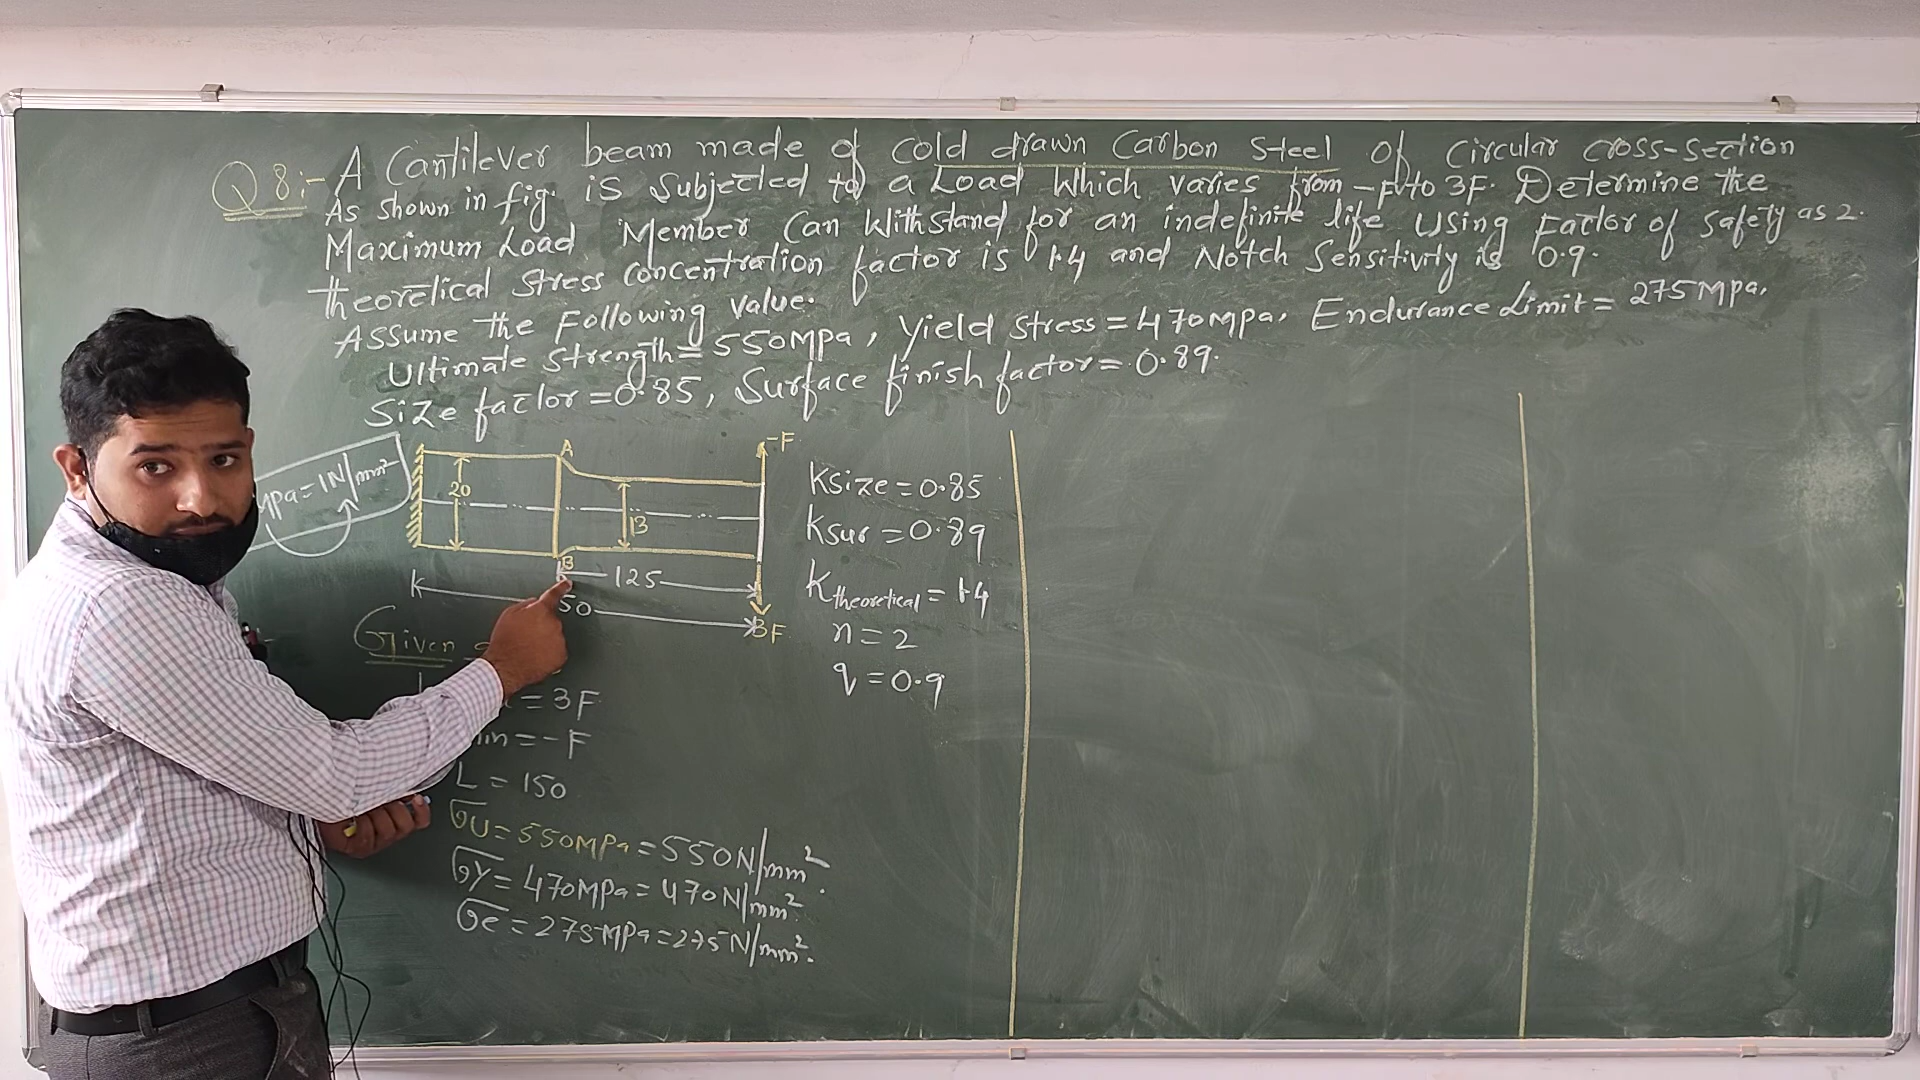 Q8:- A Cantilever beam made of cold drawn Carbon Steel of Circular cross-section
As shown in fig. is subjected to a Load Which varies from -F to 3F. Determine the
Maximum Load Member Can Withstand for an indefinite life Using Factor of Safety as 2.
theoretical stress concentration factor is 1.4 and Notch Sensitivity is 0.9.
Assume the Following value.
Ultimate Strength = 550MPa, Yield Stress = 470MPa, Endurance Limit = 275MPa,
Size factor = 0.85, Surface finish factor = 0.89.
MPa = 1N/mm²
20
A
13
B
-F
3F
125
50
Ksize = 0.85
Ksur = 0.89
Ktheoretical = 1.4
n = 2
q = 0.9
Given
= 3F
min = -F
L = 150
σU = 550MPa = 550N/mm².
σY = 470MPa = 470N/mm².
σe = 275MPa = 275N/mm².